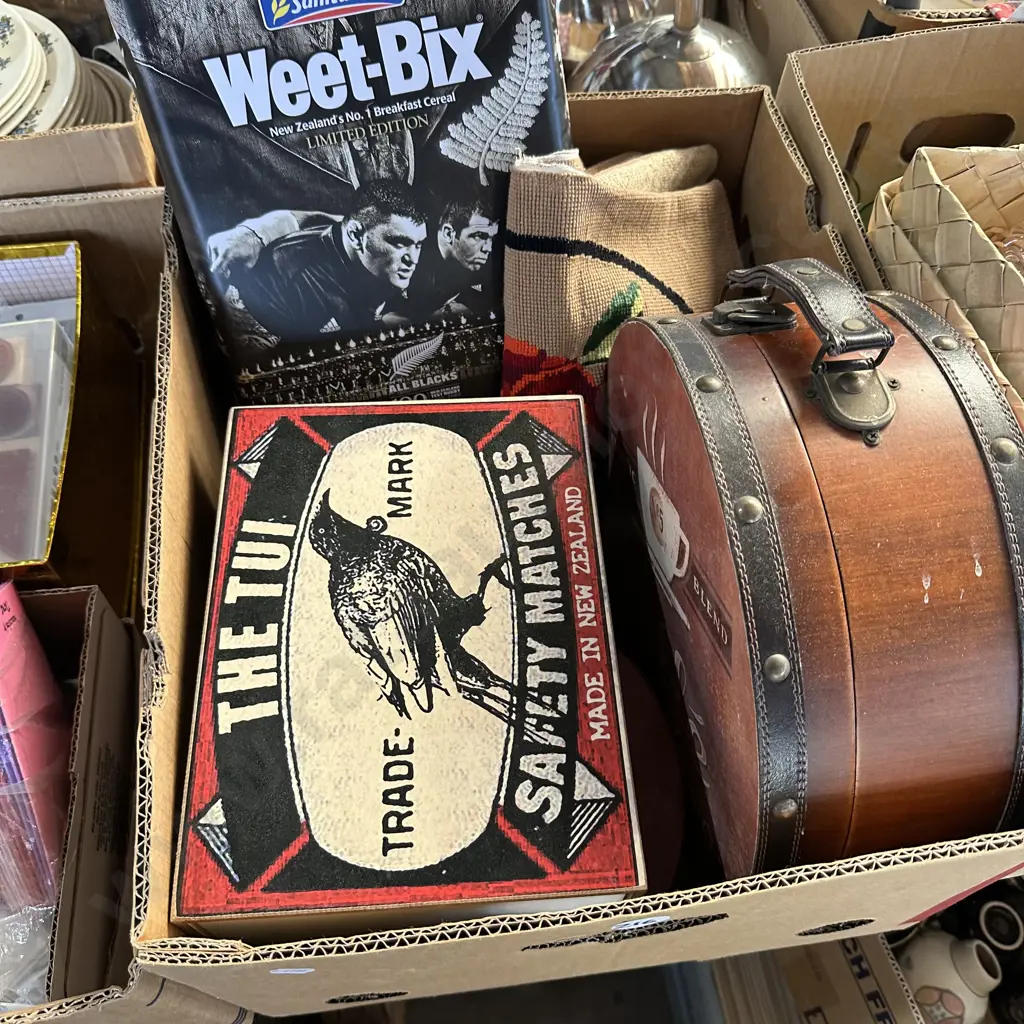 Sanita
Weet-Bix
New Zealand's No. 1 Breakfast Cereal
LIMITED EDITION
ALL BLACKS
THE TUI
TRADE-MARK
SAFETY MATCHES
MADE IN NEW ZEALAND
BLEND